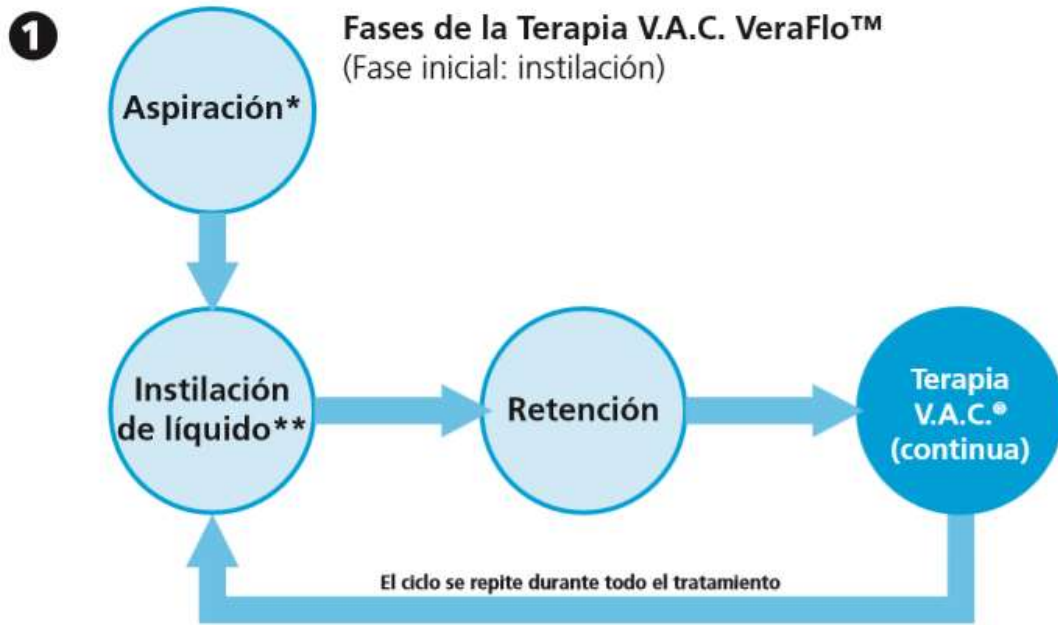 1
Fases de la Terapia V.A.C. VeraFlo™
(Fase inicial: instilación)
Aspiración*
Instilación
de líquido**
Retención
Terapia
V.A.C.®
(continua)
El ciclo se repite durante todo el tratamiento